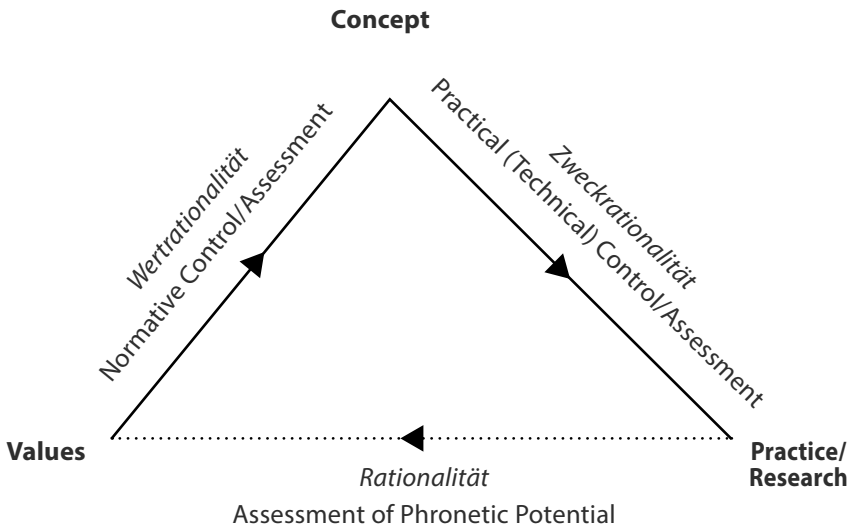 Concept
Wertrationalität
Normative Control/Assessment
Zweckrationalität
Practical (Technical) Control/Assessment
Values
Practice/
Research
Rationalität
Assessment of Phronetic Potential